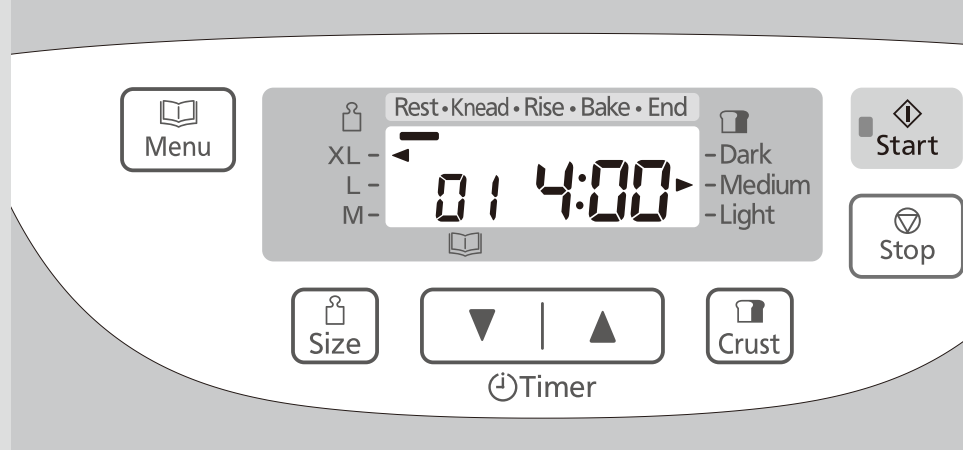 Menu
Rest • Knead • Rise • Bake • End
XL
L
M
01 4:00
Dark
Medium
Light
Start
Stop
Size
Timer
Crust